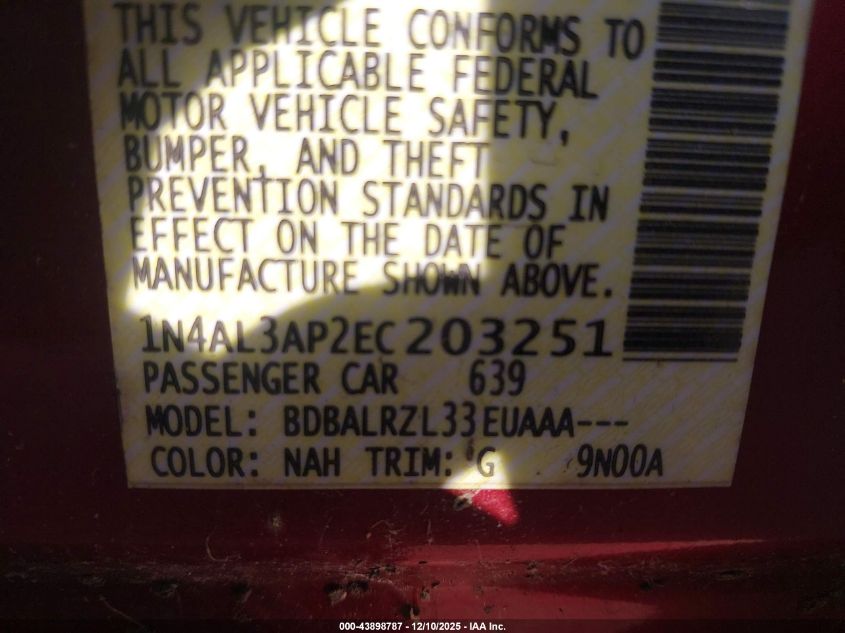 THIS VEHICLE CONFORMS TO
ALL APPLICABLE FEDERAL
MOTOR VEHICLE SAFETY,
BUMPER, AND THEFT
PREVENTION STANDARDS IN
EFFECT ON THE DATE OF
MANUFACTURE SHOWN ABOVE.
1N4AL3AP2EC203251
PASSENGER CAR 639
MODEL: BDBALRZL33EUAAA---
COLOR: NAH TRIM: G 9N00A
000-43898787 - 12/10/2025 - IAA Inc.